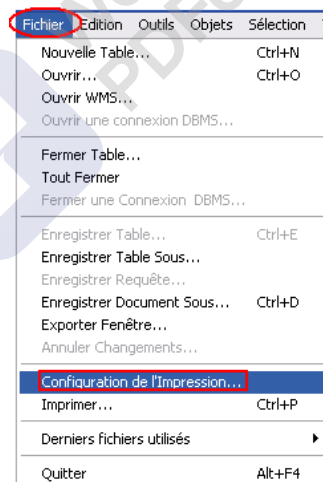 Fichier Edition Outils Objets Sélection
Nouvelle Table... Ctrl+N
Ouvrir... Ctrl+O
Ouvrir WMS...
Ouvrir une connexion DBMS...
Fermer Table...
Tout Fermer
Fermer une Connexion DBMS...
Enregistrer Table... Ctrl+E
Enregistrer Table Sous...
Enregistrer Requête...
Enregistrer Document Sous... Ctrl+D
Exporter Fenêtre...
Annuler Changements...
Configuration de l'Impression...
Imprimer... Ctrl+P
Derniers fichiers utilisés
Quitter Alt+F4